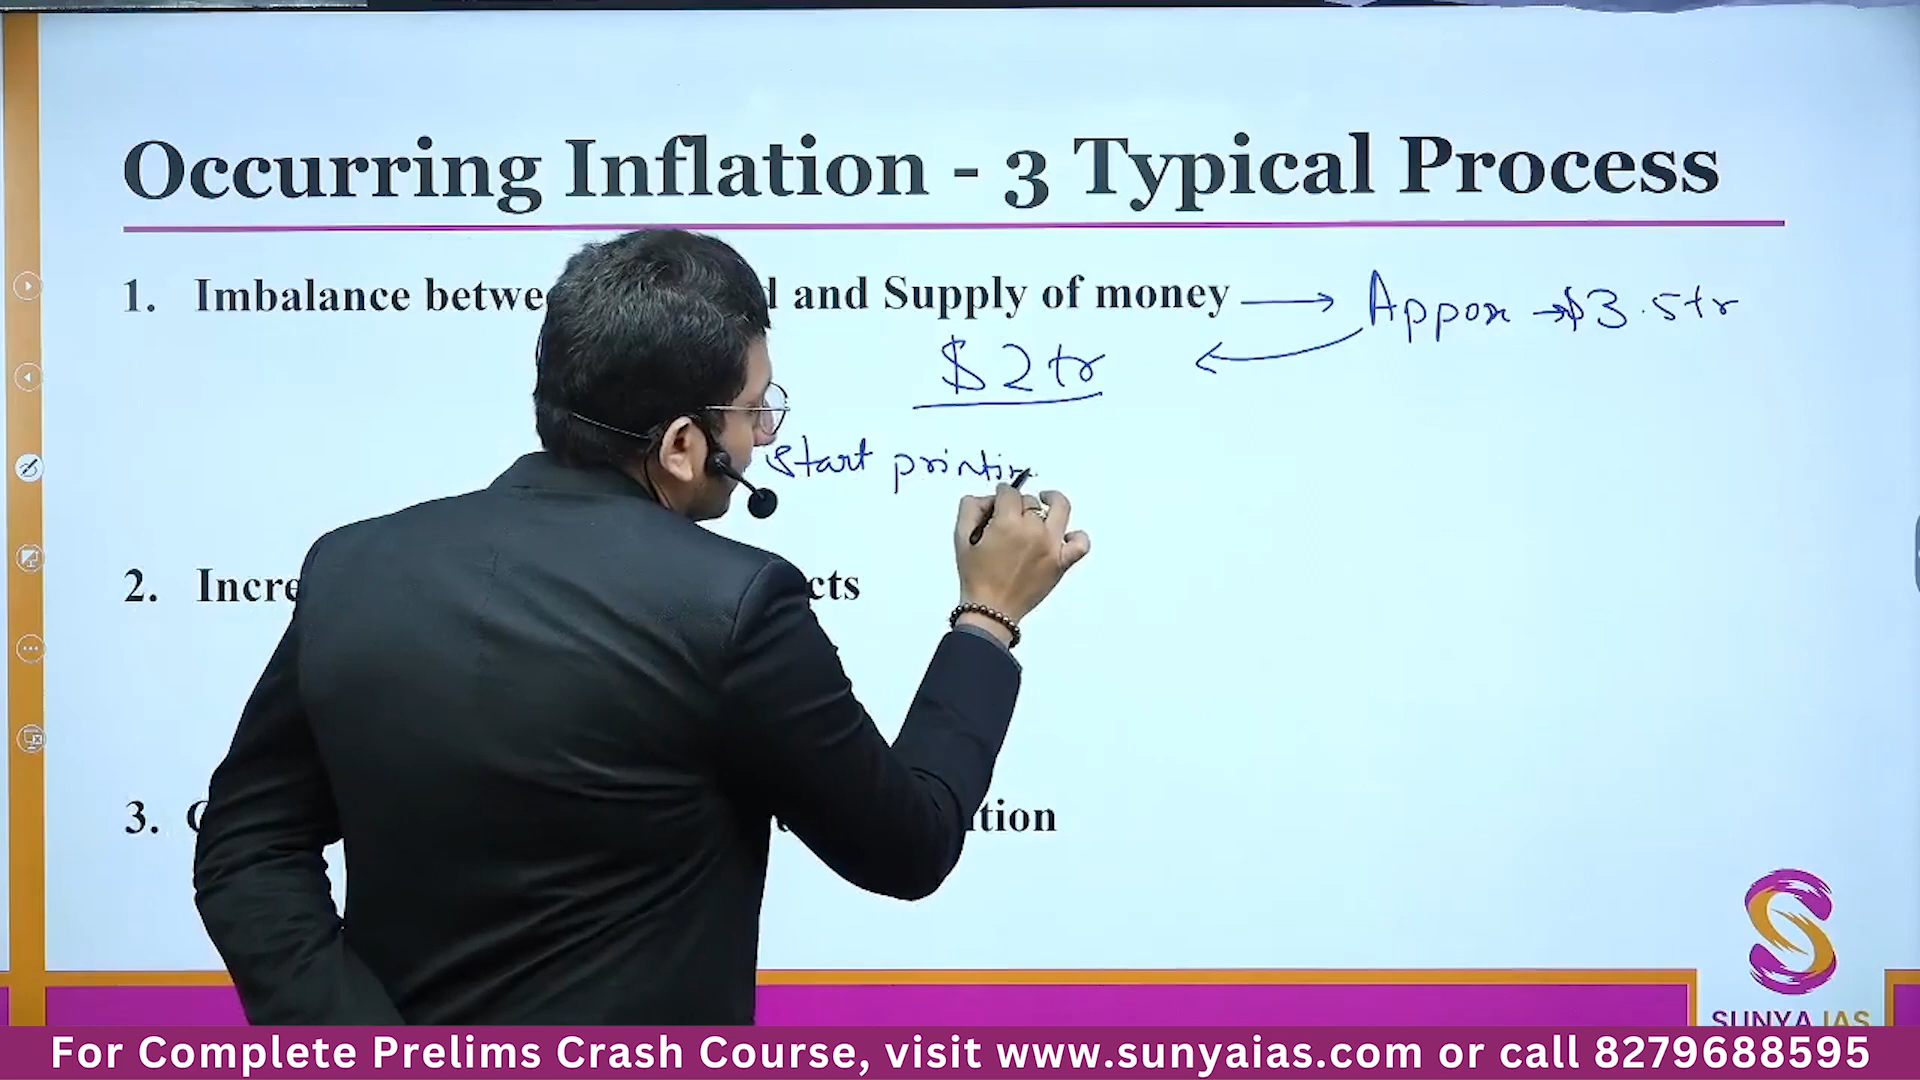 Occurring Inflation - 3 Typical Process
1. Imbalance betwe d and Supply of money → Appox → $3.5tr
$2tr
start printin
2. Incre cts
3. tion
SUNYA IAS
For Complete Prelims Crash Course, visit www.sunyaias.com or call 8279688595